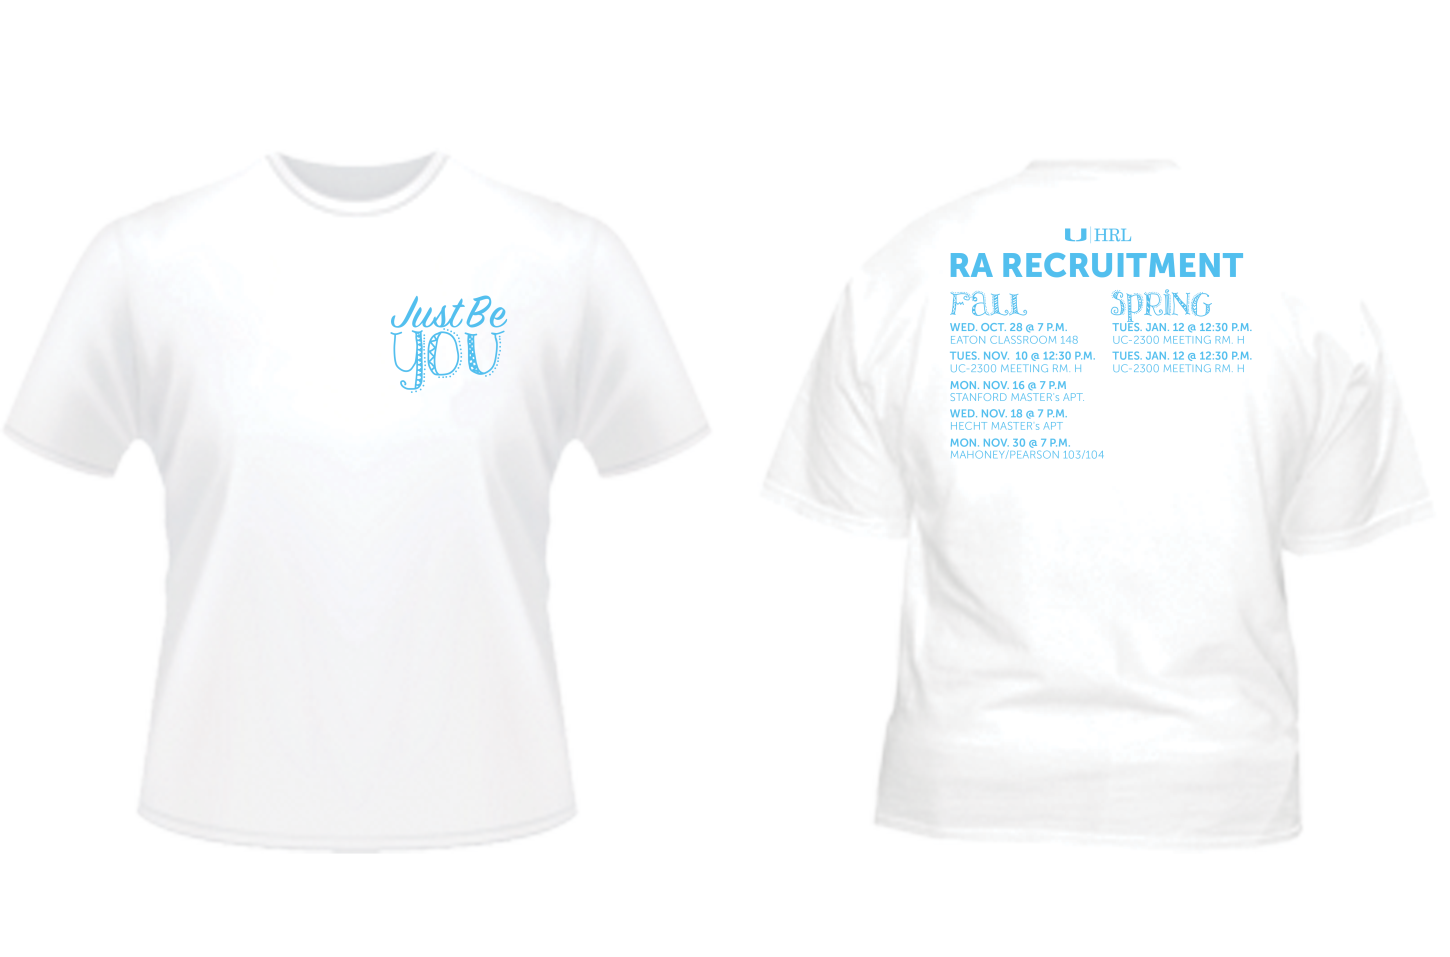 Just Be
YOU
U | HRL
RA RECRUITMENT
Fall
WED. OCT. 28 @ 7 P.M.
EATON CLASSROOM 148
TUES. NOV. 10 @ 12:30 P.M.
UC-2300 MEETING RM. H
MON. NOV. 16 @ 7 P.M
STANFORD MASTER's APT.
WED. NOV. 18 @ 7 P.M.
HECHT MASTER's APT
MON. NOV. 30 @ 7 P.M.
MAHONEY/PEARSON 103/104
SPRiNG
TUES. JAN. 12 @ 12:30 P.M.
UC-2300 MEETING RM. H
TUES. JAN. 12 @ 12:30 P.M.
UC-2300 MEETING RM. H